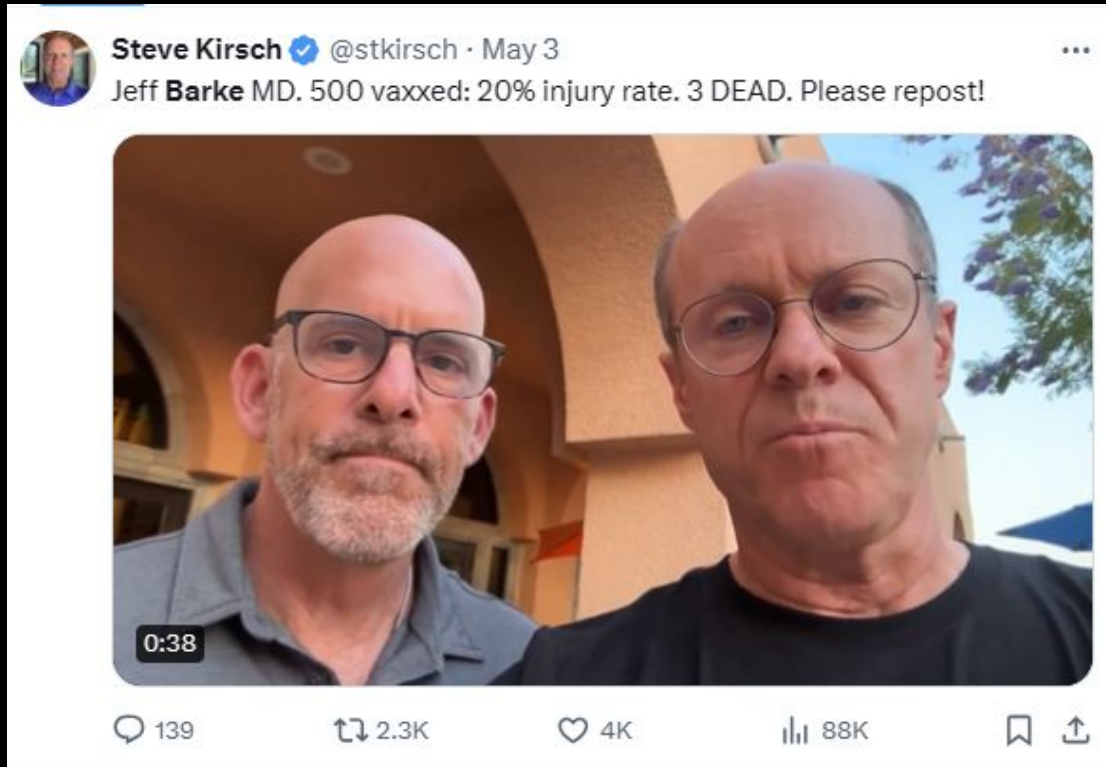 Steve Kirsch @stkirsch · May 3
Jeff Barke MD. 500 vaxxed: 20% injury rate. 3 DEAD. Please repost!
0:38
139 2.3K 4K 88K